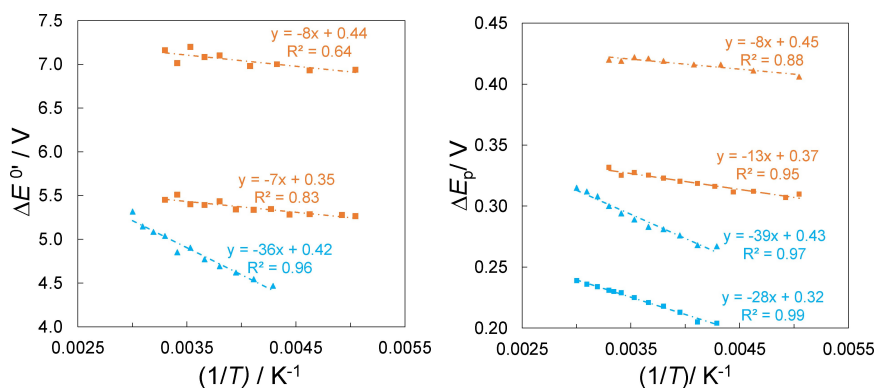 7.5
7.0
6.5
6.0
5.5
5.0
4.5
4.0
ΔE 0' / V
y = -8x + 0.44
R² = 0.64
y = -7x + 0.35
R² = 0.83
y = -36x + 0.42
R² = 0.96
0.0025 0.0035 0.0045 0.0055
(1/T) / K-1
0.45
0.40
0.35
0.30
0.25
0.20
ΔEp/ V
y = -8x + 0.45
R² = 0.88
y = -13x + 0.37
R² = 0.95
y = -39x + 0.43
R² = 0.97
y = -28x + 0.32
R² = 0.99
0.0025 0.0035 0.0045 0.0055
(1/T)/ K-1